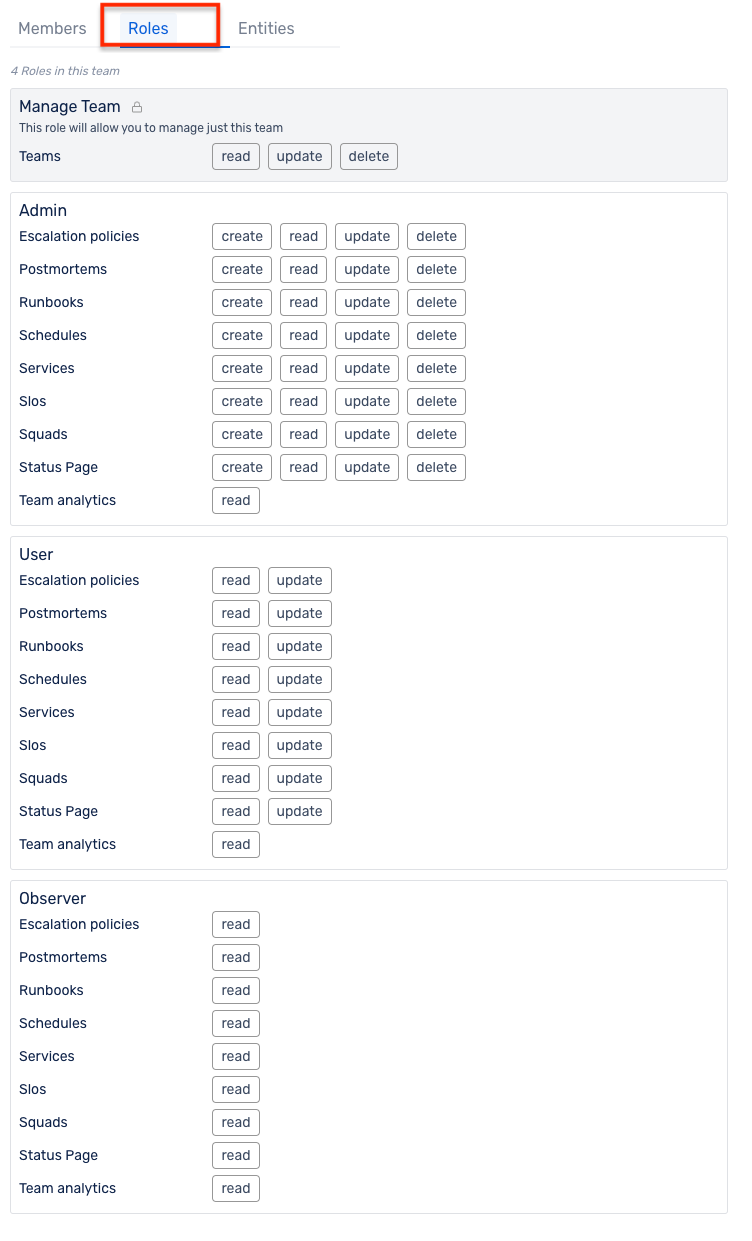 Members Roles Entities
4 Roles in this team
Manage Team
This role will allow you to manage just this team
Teams read update delete
Admin
Escalation policies create read update delete
Postmortems create read update delete
Runbooks create read update delete
Schedules create read update delete
Services create read update delete
Slos create read update delete
Squads create read update delete
Status Page create read update delete
Team analytics read
User
Escalation policies read update
Postmortems read update
Runbooks read update
Schedules read update
Services read update
Slos read update
Squads read update
Status Page read update
Team analytics read
Observer
Escalation policies read
Postmortems read
Runbooks read
Schedules read
Services read
Slos read
Squads read
Status Page read
Team analytics read